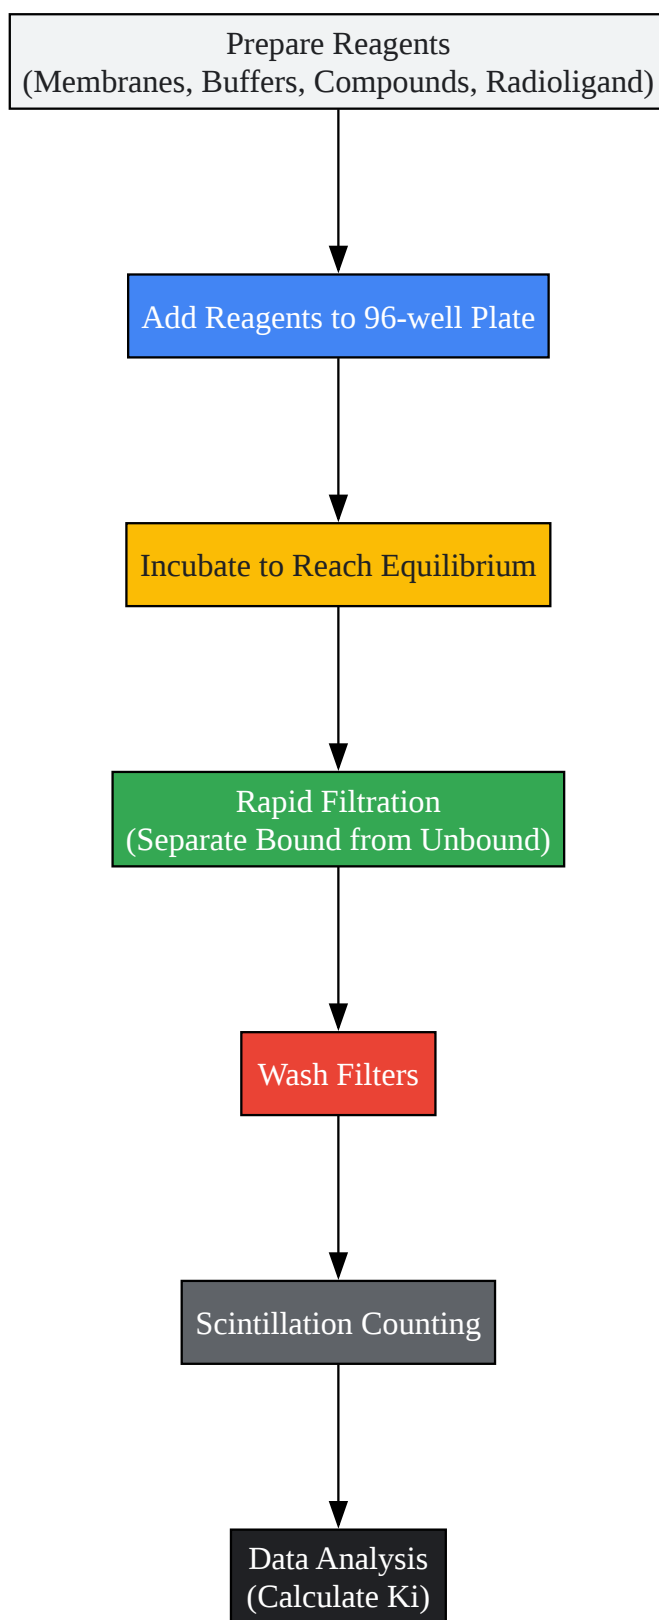 Prepare Reagents
(Membranes, Buffers, Compounds, Radioligand)
Add Reagents to 96-well Plate
Incubate to Reach Equilibrium
Rapid Filtration
(Separate Bound from Unbound)
Wash Filters
Scintillation Counting
Data Analysis
(Calculate Ki)